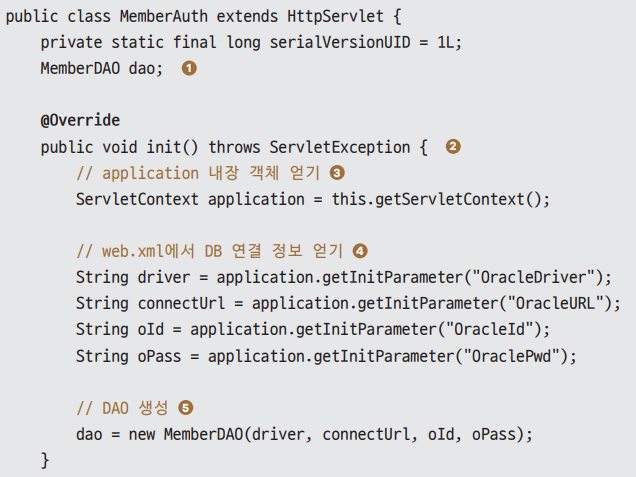 public class MemberAuth extends HttpServlet {
private static final long serialVersionUID = 1L;
MemberDAO dao; ❶
@Override
public void init() throws ServletException { ❷
// application 내장 객체 얻기 ❸
ServletContext application = this.getServletContext();
// web.xml에서 DB 연결 정보 얻기 ❹
String driver = application.getInitParameter("OracleDriver");
String connectUrl = application.getInitParameter("OracleURL");
String oId = application.getInitParameter("OracleId");
String oPass = application.getInitParameter("OraclePwd");
// DAO 생성 ❺
dao = new MemberDAO(driver, connectUrl, oId, oPass);
}